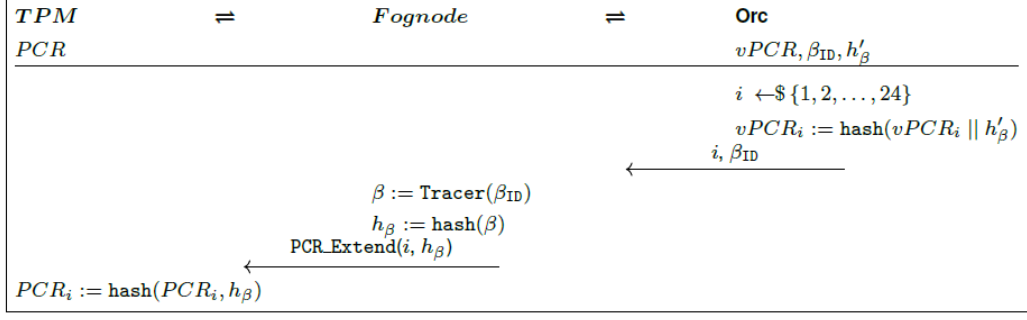 TPM ⇌ Fognode ⇌ Orc
PCR vPCR, β_ID, h′_β
i ←$ {1, 2, . . . , 24}
vPCR_i := hash(vPCR_i || h′_β)
i, β_ID
β := Tracer(β_ID)
h_β := hash(β)
PCR_Extend(i, h_β)
PCR_i := hash(PCR_i, h_β)